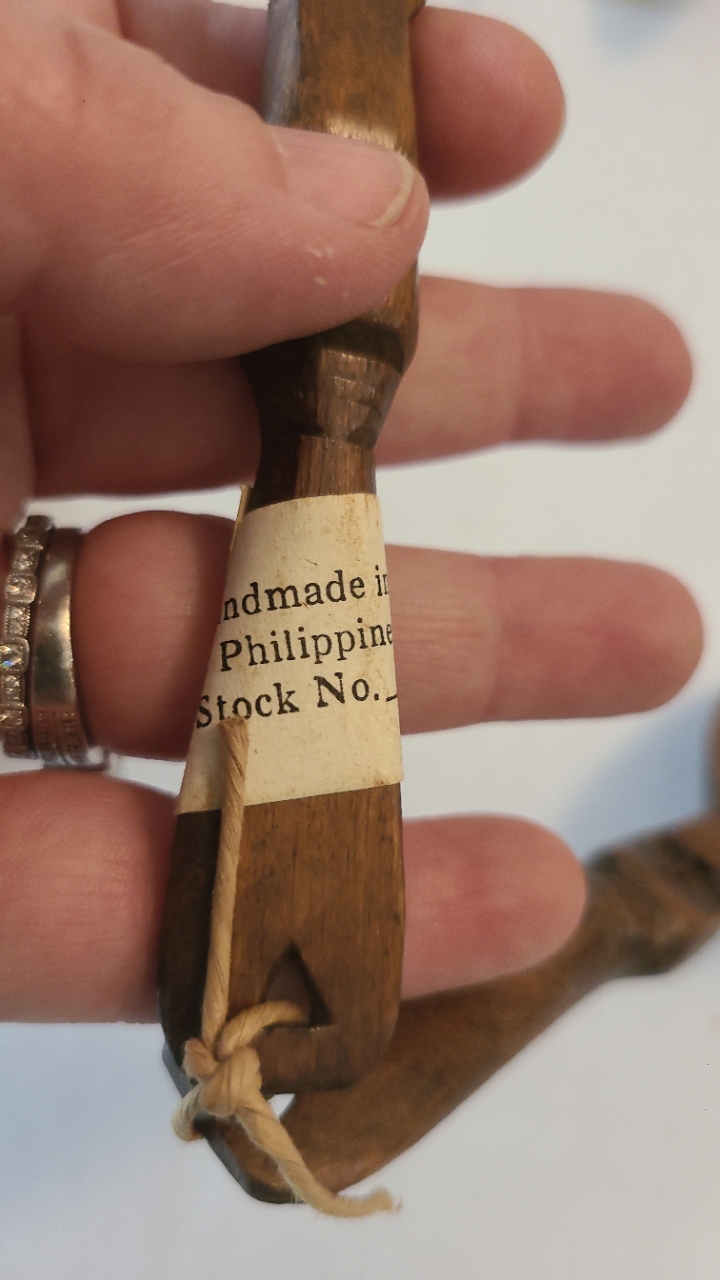 ndmade in
Philippine
Stock No._